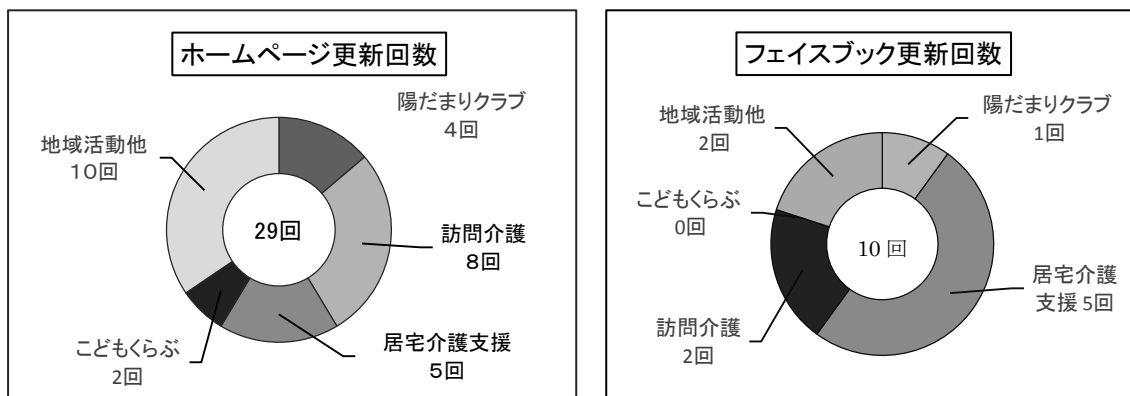 ホームページ更新回数
陽だまりクラブ
４回
地域活動他
１０回
29回
訪問介護
８回
居宅介護支援
５回
こどもくらぶ
2回
フェイスブック更新回数
陽だまりクラブ
1回
地域活動他
2回
こどもくらぶ
0回
10 回
居宅介護
支援 5回
訪問介護
2回